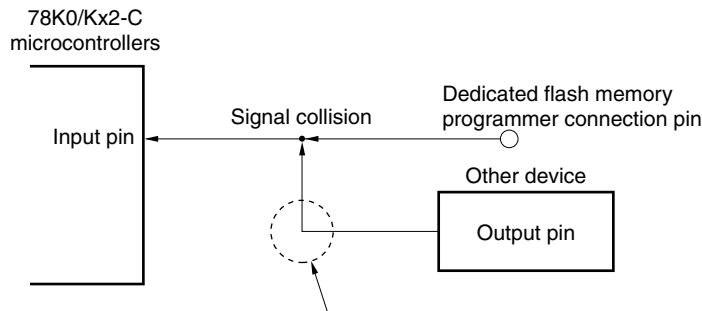 78K0/Kx2-C
microcontrollers
Input pin
Signal collision
Dedicated flash memory
programmer connection pin
Other device
Output pin